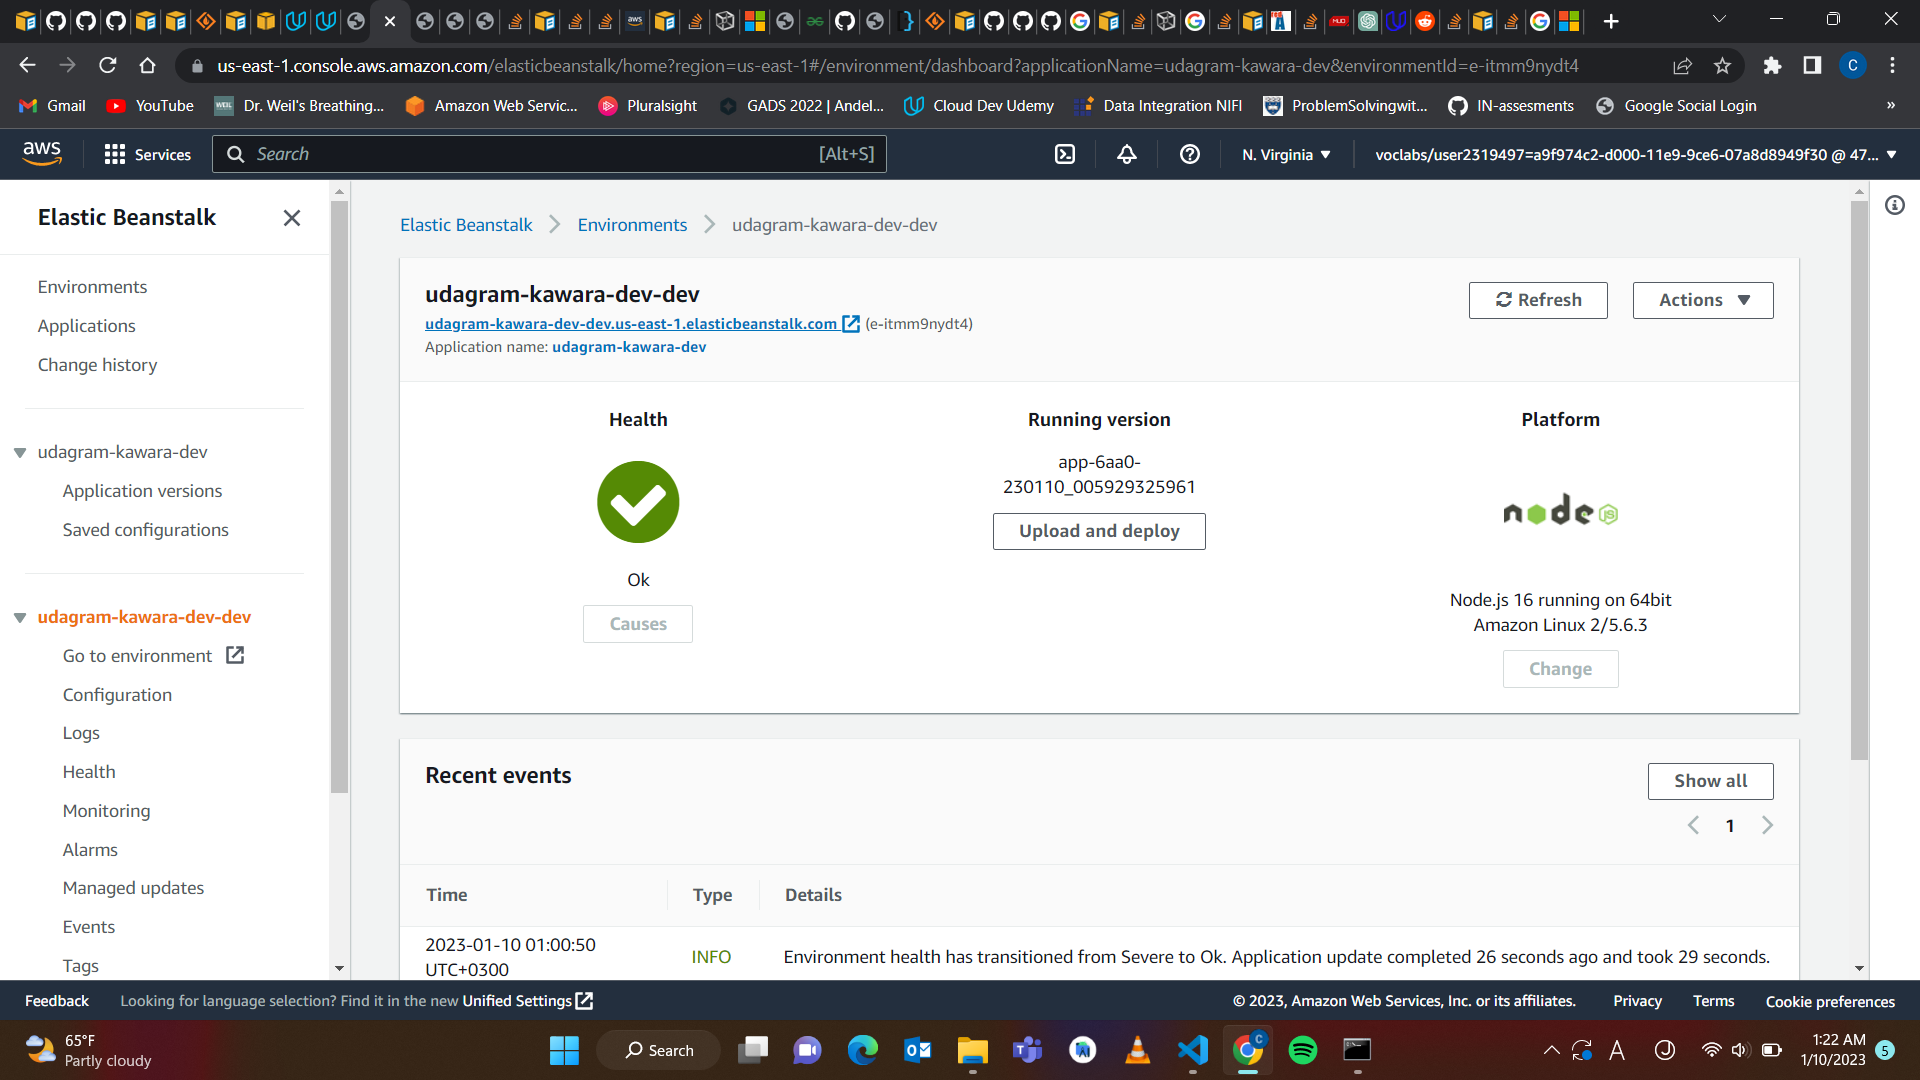 us-east-1.console.aws.amazon.com/elasticbeanstalk/home?region=us-east-1#/environment/dashboard?applicationName=udagram-kawara-dev&environmentId=e-itmm9nydt4
C
Gmail
YouTube
Dr. Weil's Breathing...
Amazon Web Servic...
Pluralsight
GADS 2022 | Andel...
Cloud Dev Udemy
Data Integration NIFI
ProblemSolvingwit...
IN-assesments
Google Social Login
»
aws
Services
Search
[Alt+S]
N. Virginia
voclabs/user2319497=a9f974c2-d000-11e9-9ce6-07a8d8949f30 @ 47...
Elastic Beanstalk
Environments
Applications
Change history
udagram-kawara-dev
Application versions
Saved configurations
udagram-kawara-dev-dev
Go to environment
Configuration
Logs
Health
Monitoring
Alarms
Managed updates
Events
Tags
Elastic Beanstalk
Environments
udagram-kawara-dev-dev
udagram-kawara-dev-dev
udagram-kawara-dev-dev.us-east-1.elasticbeanstalk.com (e-itmm9nydt4)
Application name: udagram-kawara-dev
Refresh
Actions
Health
Ok
Causes
Running version
app-6aa0-
230110_005929325961
Upload and deploy
Platform
node JS
Node.js 16 running on 64bit
Amazon Linux 2/5.6.3
Change
Recent events
Show all
1
Time
Type
Details
2023-01-10 01:00:50
UTC+0300
INFO
Environment health has transitioned from Severe to Ok. Application update completed 26 seconds ago and took 29 seconds.
Feedback
Looking for language selection? Find it in the new Unified Settings
© 2023, Amazon Web Services, Inc. or its affiliates.
Privacy
Terms
Cookie preferences
65°F
Partly cloudy
Search
C
A
J
1:22 AM
1/10/2023
5